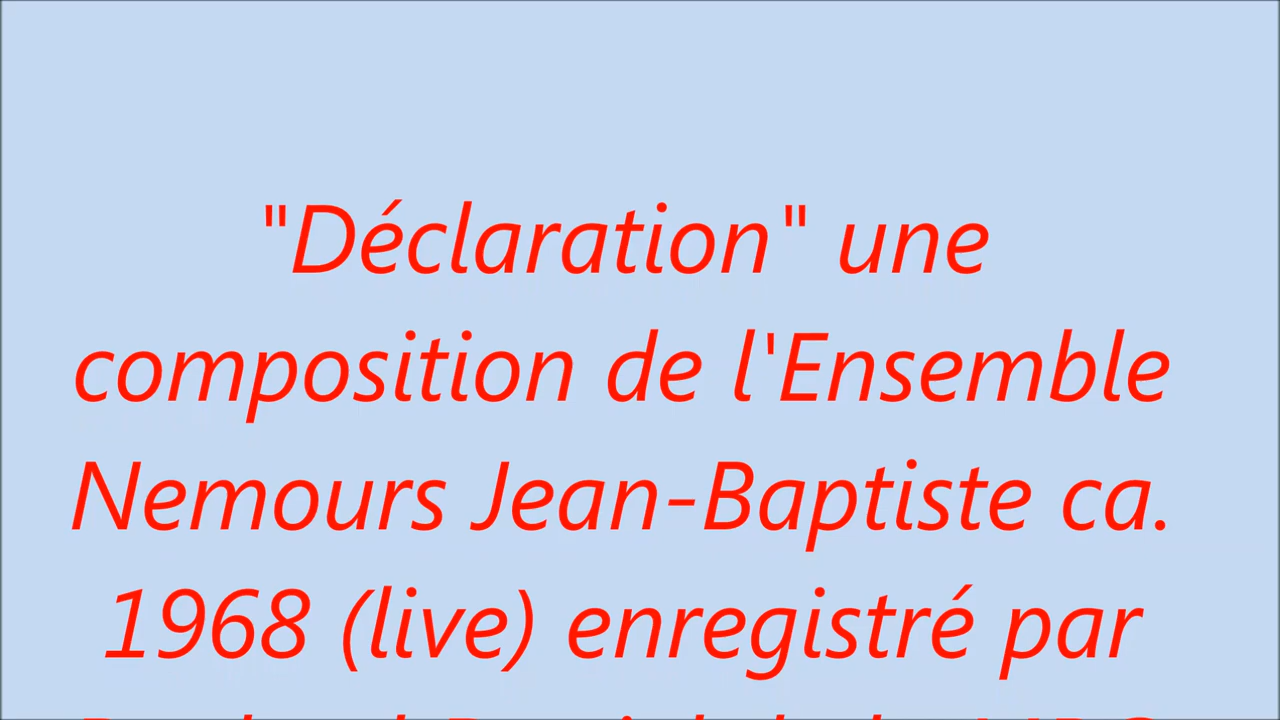 "Déclaration" une
composition de l'Ensemble
Nemours Jean-Baptiste ca.
1968 (live) enregistré par